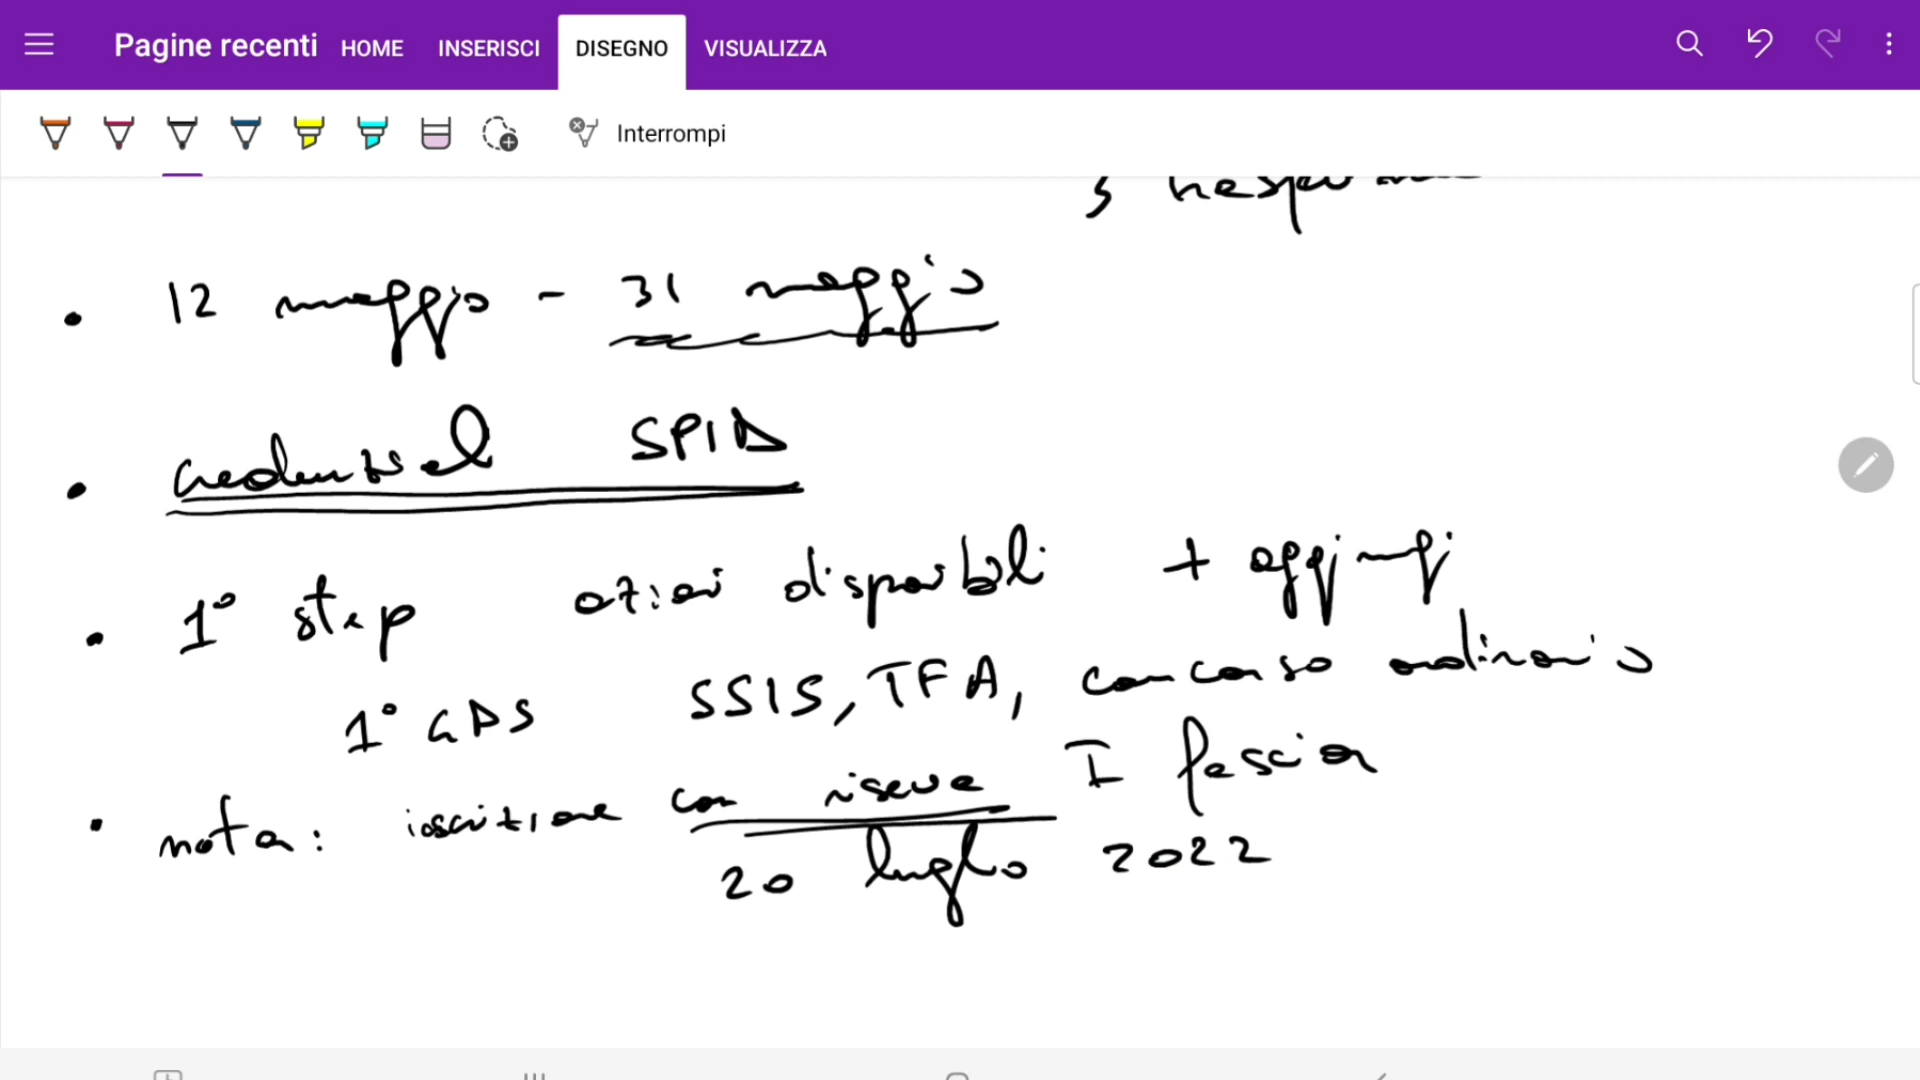 Pagine recenti HOME INSERISCI DISEGNO VISUALIZZA
Interrompi
• 12 maggio - 31 maggio
• credenziali SPID
• 1° step azioni disponibili + aggiungi
1° GPS SSIS, TFA, concorso ordinario
• nota: iscrizione con riserva I fascia
20 luglio 2022